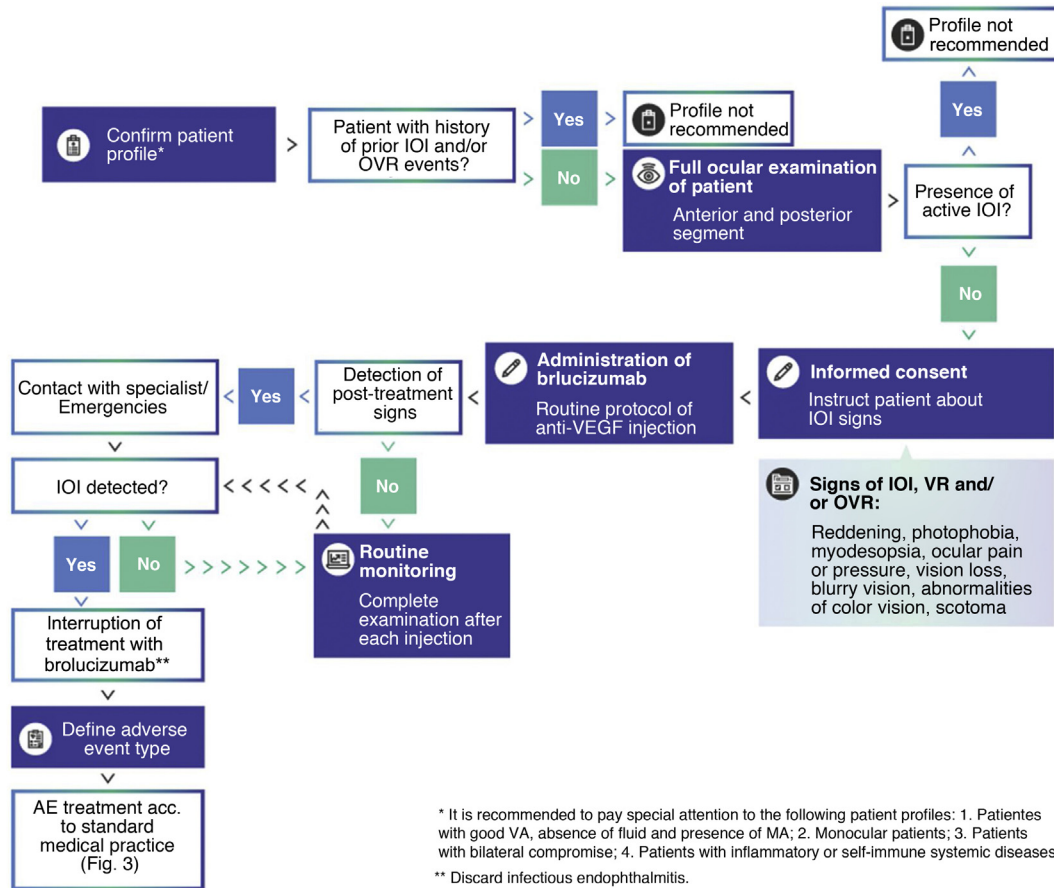 Confirm patient
profile*
Patient with history
of prior IOI and/or
OVR events?
Yes
Profile not
recommended
No
Full ocular examination
of patient
Anterior and posterior
segment
Presence of
active IOI?
Yes
Profile not
recommended
No
Informed consent
Instruct patient about
IOI signs
Signs of IOI, VR and/
or OVR:
Reddening, photophobia,
myodesopsia, ocular pain
or pressure, vision loss,
blurry vision, abnormalities
of color vision, scotoma
Administration of
brlucizumab
Routine protocol of
anti-VEGF injection
Detection of
post-treatment
signs
Yes
Contact with specialist/
Emergencies
No
Routine
monitoring
Complete
examination after
each injection
IOI detected?
Yes
No
Interruption of
treatment with
brolucizumab**
Define adverse
event type
AE treatment acc.
to standard
medical practice
(Fig. 3)
* It is recommended to pay special attention to the following patient profiles: 1. Patientes
with good VA, absence of fluid and presence of MA; 2. Monocular patients; 3. Patients
with bilateral compromise; 4. Patients with inflammatory or self-immune systemic diseases
** Discard infectious endophthalmitis.